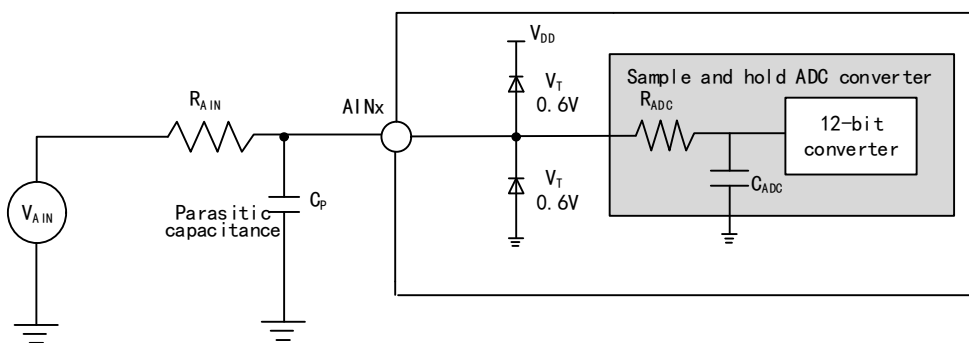 V_DD
Sample and hold ADC converter
V_T
0.6V
R_AIN
AINx
R_ADC
12-bit
converter
V_AIN
Parasitic
capacitance
C_P
V_T
0.6V
C_ADC